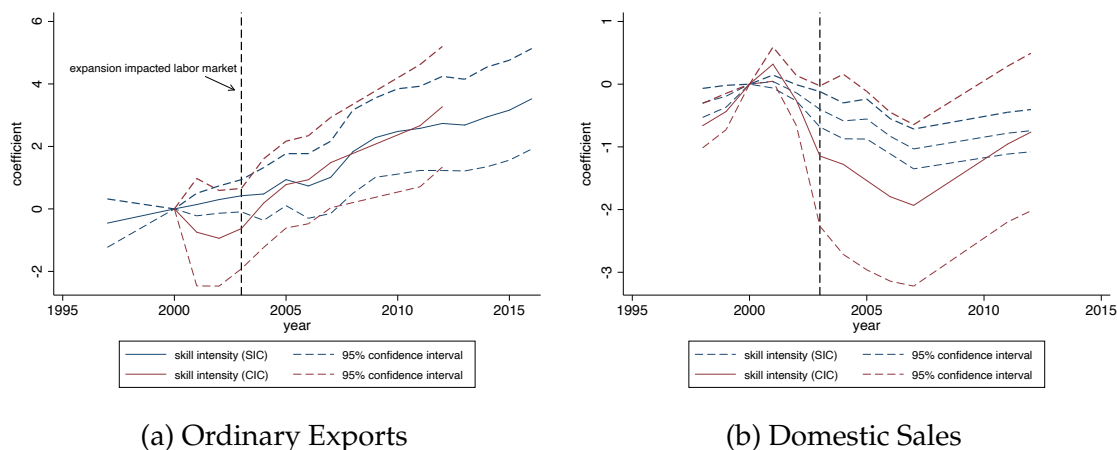 6
4
2
0
-2
coefficient
expansion impacted labor market
1995
2000
2005
2010
2015
year
skill intensity (SIC)
95% confidence interval
skill intensity (CIC)
95% confidence interval
(a) Ordinary Exports
1
0
-1
-2
-3
coefficient
1995
2000
2005
2010
2015
year
skill intensity (SIC)
95% confidence interval
skill intensity (CIC)
95% confidence interval
(b) Domestic Sales